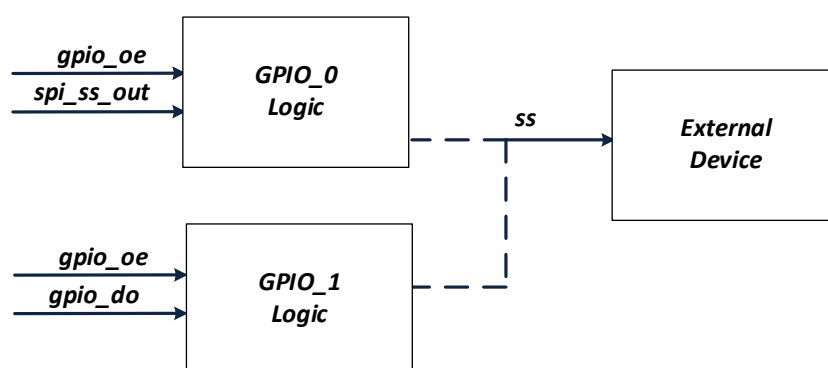 gpio_oe
spi_ss_out
GPIO_0
Logic
ss
External
Device
gpio_oe
gpio_do
GPIO_1
Logic